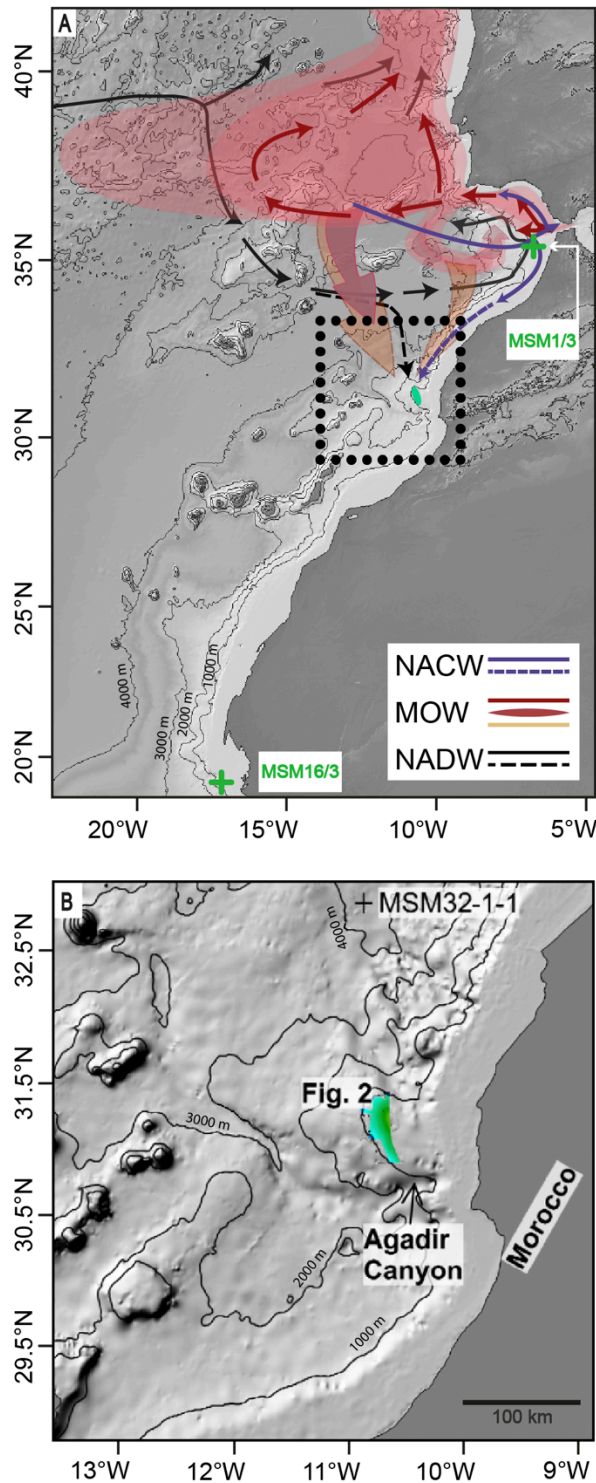 A
40°N
35°N
30°N
25°N
20°N
MSM1/3
4000 m
3000 m
2000 m
1000 m
NACW
MOW
NADW
MSM16/3
20°W
15°W
10°W
5°W
B
MSM32-1-1
4000 m
32.5°N
31.5°N
Fig. 2
3000 m
30.5°N
Agadir
Canyon
Morocco
2000 m
1000 m
29.5°N
100 km
13°W
12°W
11°W
10°W
9°W